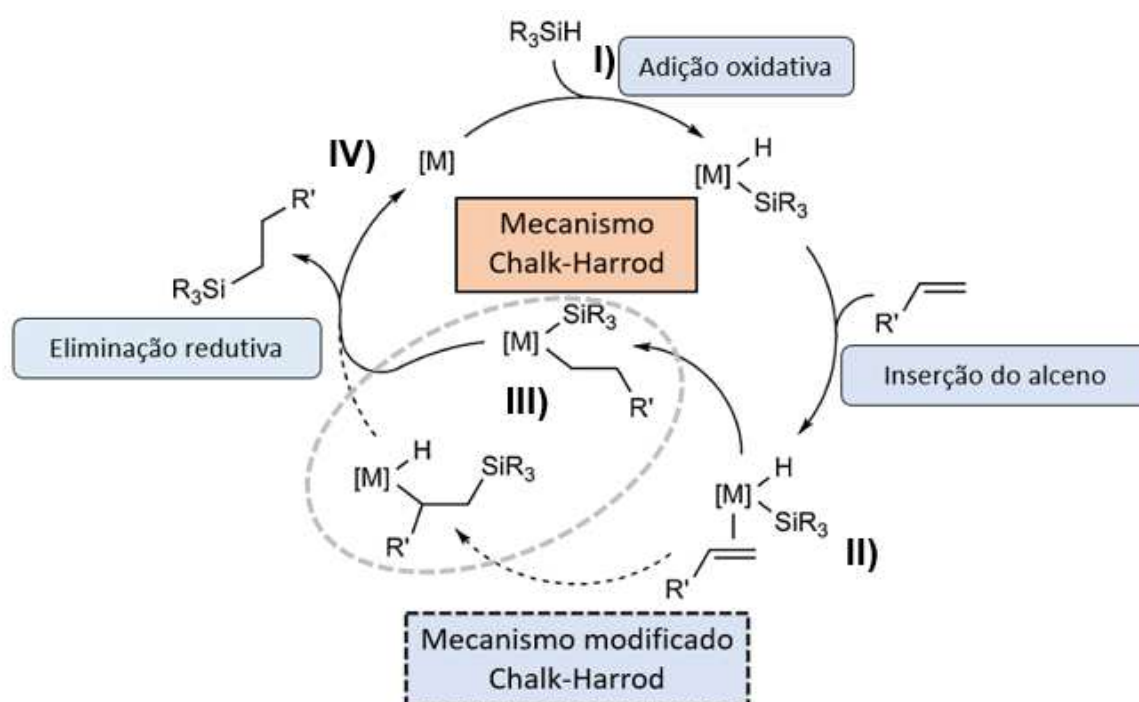 R₃SiH
I)
Adição oxidativa
IV)
[M]
H
[M]
SiR₃
R'
R₃Si
Mecanismo
Chalk-Harrod
R'
Eliminação redutiva
SiR₃
[M]
R'
III)
Inserção do alceno
H
[M]
SiR₃
R'
H
[M]
SiR₃
R'
II)
Mecanismo modificado
Chalk-Harrod